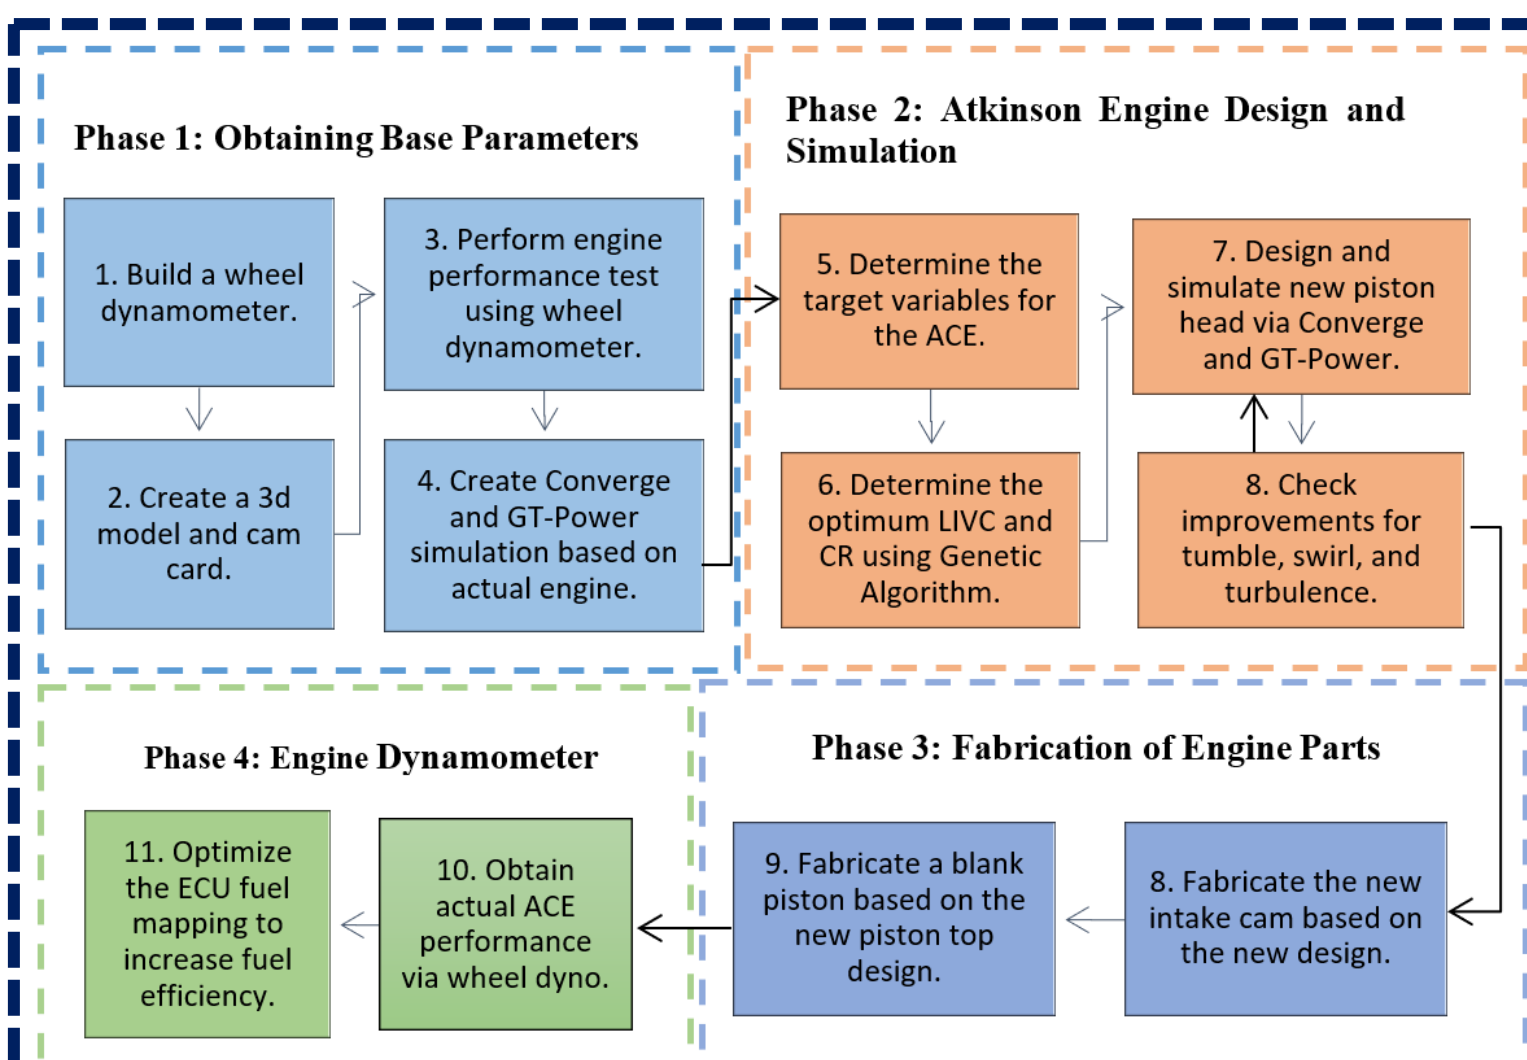 Phase 1: Obtaining Base Parameters
1. Build a wheel
dynamometer.
2. Create a 3d
model and cam
card.
3. Perform engine
performance test
using wheel
dynamometer.
4. Create Converge
and GT-Power
simulation based on
actual engine.
Phase 2: Atkinson Engine Design and
Simulation
5. Determine the
target variables for
the ACE.
6. Determine the
optimum LIVC and
CR using Genetic
Algorithm.
7. Design and
simulate new piston
head via Converge
and GT-Power.
8. Check
improvements for
tumble, swirl, and
turbulence.
Phase 3: Fabrication of Engine Parts
8. Fabricate the new
intake cam based on
the new design.
9. Fabricate a blank
piston based on the
new piston top
design.
Phase 4: Engine Dynamometer
10. Obtain
actual ACE
performance
via wheel dyno.
11. Optimize
the ECU fuel
mapping to
increase fuel
efficiency.